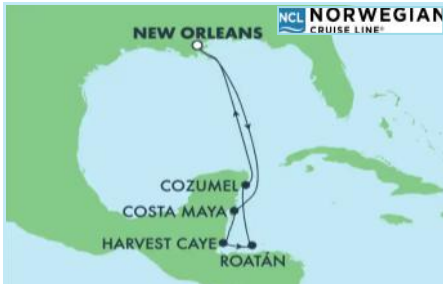 NCL NORWEGIAN
CRUISE LINE®
NEW ORLEANS
COZUMEL
COSTA MAYA
HARVEST CAYE
ROATÁN